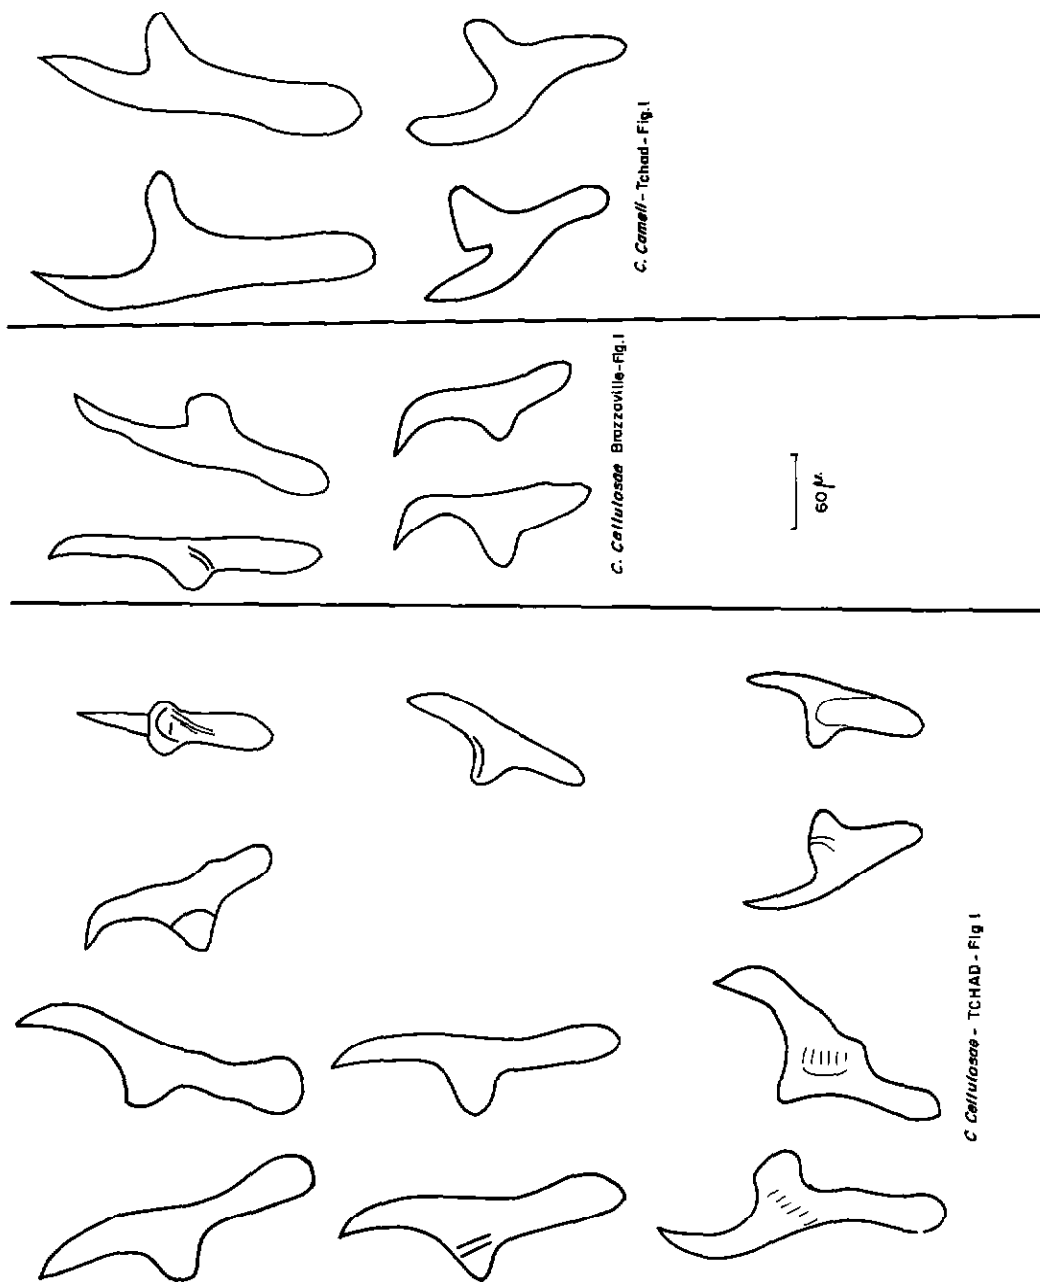 C. Cameli - Tchad - Fig. I
C. Cellulosae Brazzaville - Fig. I
60 µ.
C Cellulosae - TCHAD - Fig I